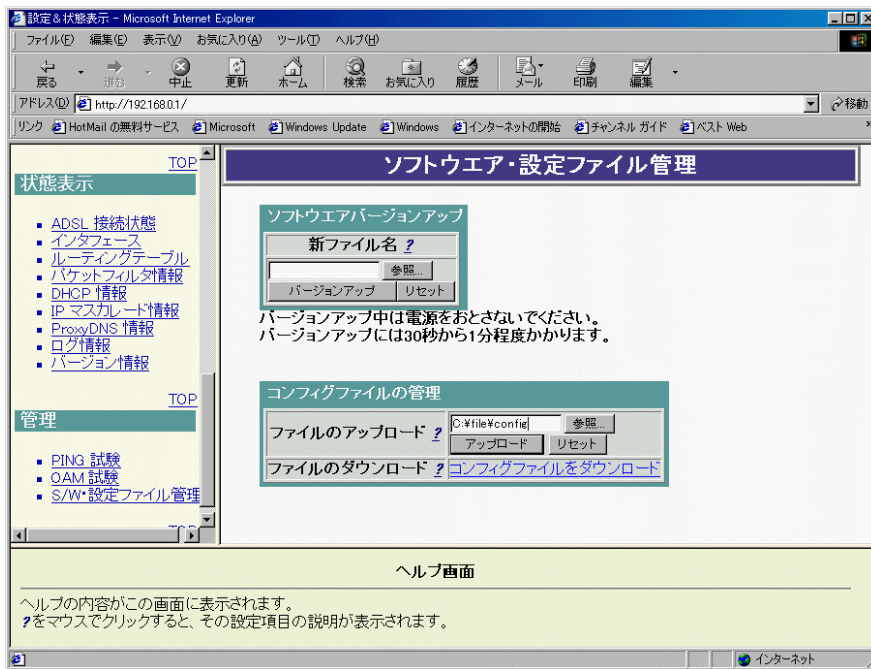 設定＆状態表示 - Microsoft Internet Explorer
ファイル(F) 編集(E) 表示(V) お気に入り(A) ツール(T) ヘルプ(H)
戻る 進む 中止 更新 ホーム 検索 お気に入り 履歴 メール 印刷 編集
アドレス(D) http://192.168.0.1/ 移動
リンク HotMail の無料サービス Microsoft Windows Update Windows インターネットの開始 チャンネル ガイド ベスト Web
TOP
状態表示
ADSL 接続状態
インタフェース
ルーティングテーブル
パケットフィルタ情報
DHCP 情報
IP マスカレード情報
ProxyDNS 情報
ログ情報
バージョン情報
TOP
管理
PING 試験
OAM 試験
S/W・設定ファイル管理
TOP
ソフトウエア・設定ファイル管理
ソフトウエアバージョンアップ
新ファイル名 ?
参照...
バージョンアップ リセット
バージョンアップ中は電源をおとさないでください。
バージョンアップには30秒から1分程度かかります。
コンフィグファイルの管理
ファイルのアップロード ? C:¥file¥config 参照...
アップロード リセット
ファイルのダウンロード ? コンフィグファイルをダウンロード
ヘルプ画面
ヘルプの内容がこの画面に表示されます。
?をマウスでクリックすると、その設定項目の説明が表示されます。
インターネット